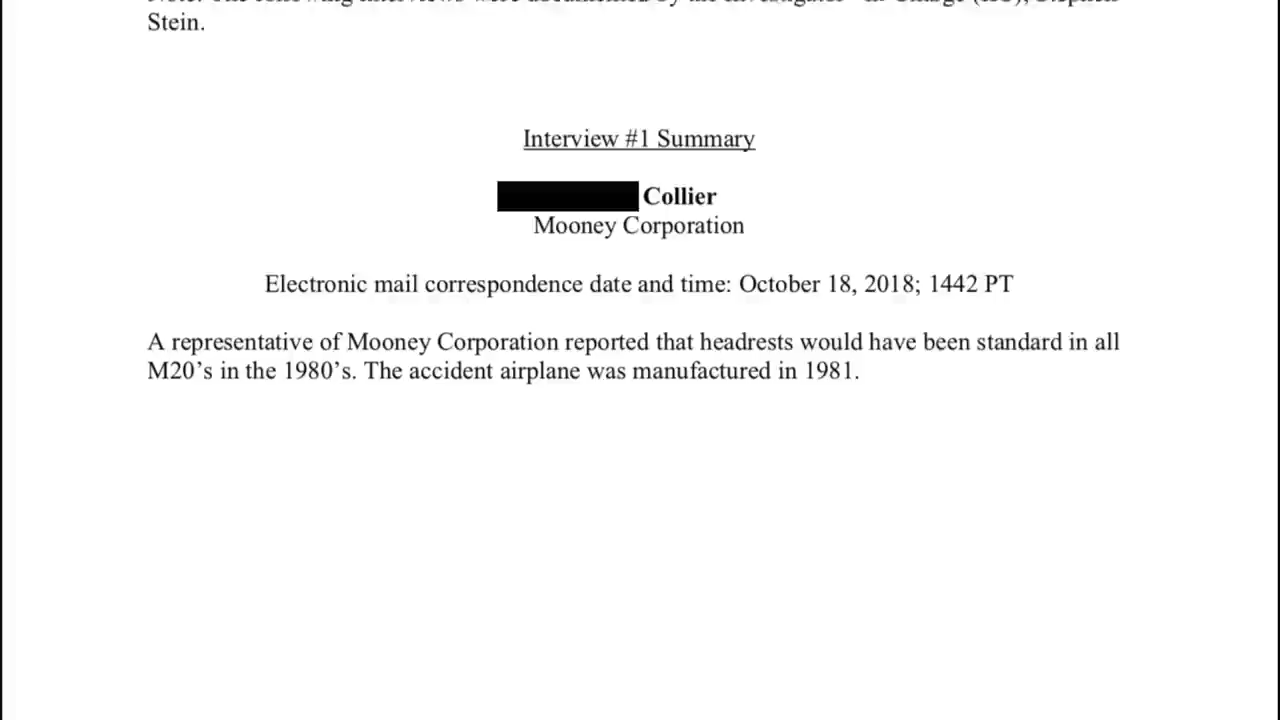 Stein.
Interview #1 Summary
Collier
Mooney Corporation
Electronic mail correspondence date and time: October 18, 2018; 1442 PT
A representative of Mooney Corporation reported that headrests would have been standard in all
M20’s in the 1980’s. The accident airplane was manufactured in 1981.